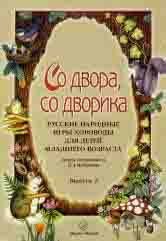 Со двора,
со дворика
РУССКИЕ НАРОДНЫЕ
ИГРЫ-ХОРОВОДЫ
ДЛЯ ДЕТЕЙ
МЛАДШЕГО ВОЗРАСТА
Выпуск 2